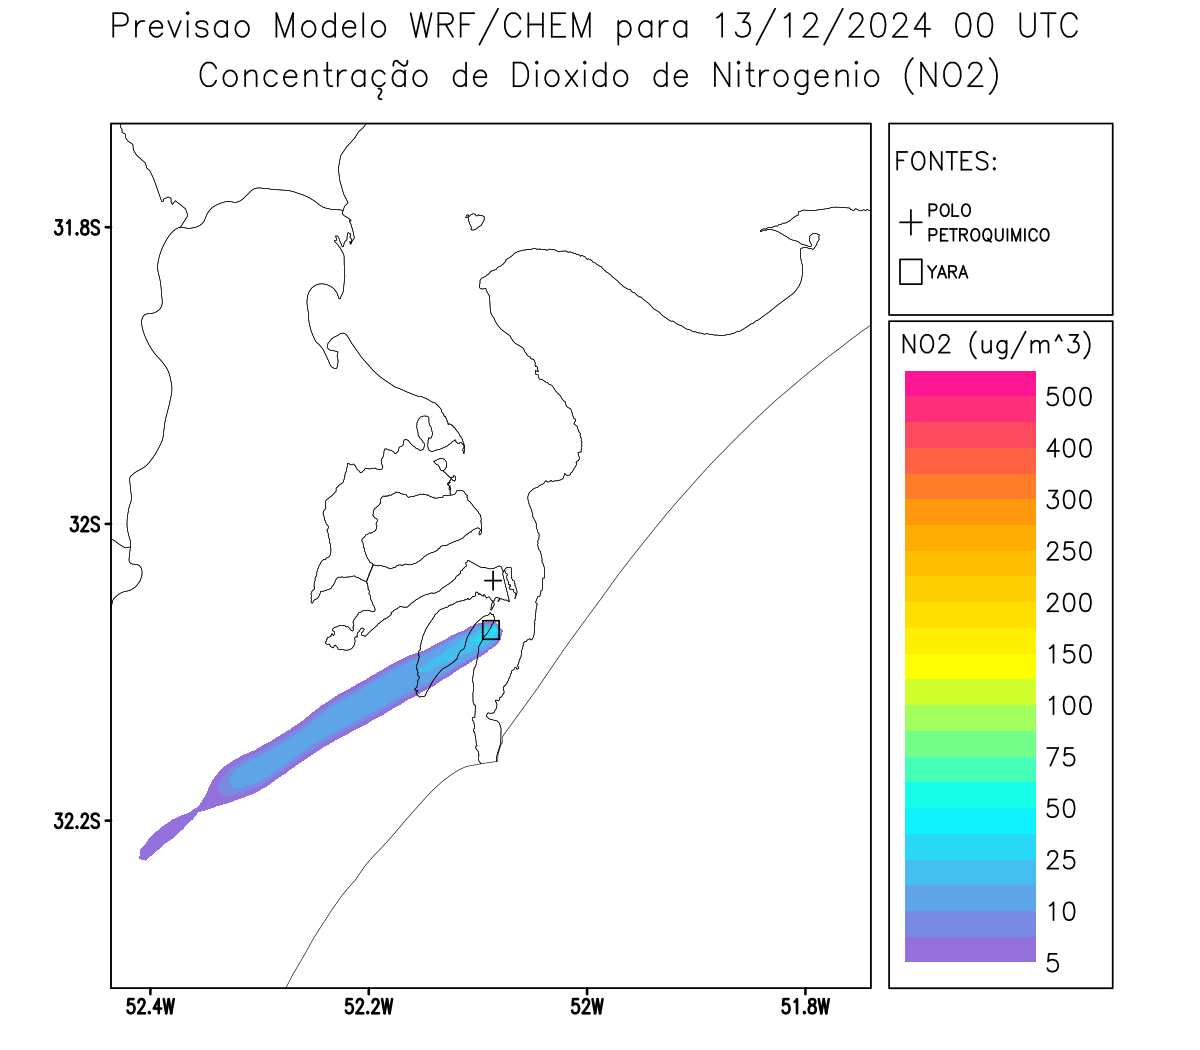 Previsao Modelo WRF/CHEM para 13/12/2024 00 UTC
Concentração de Dioxido de Nitrogenio (NO2)
FONTES:
POLO
PETROQUIMICO
YARA
NO2 (ug/m^3)
500
400
300
250
200
150
100
75
50
25
10
5
31.8S
32S
32.2S
52.4W
52.2W
52W
51.8W